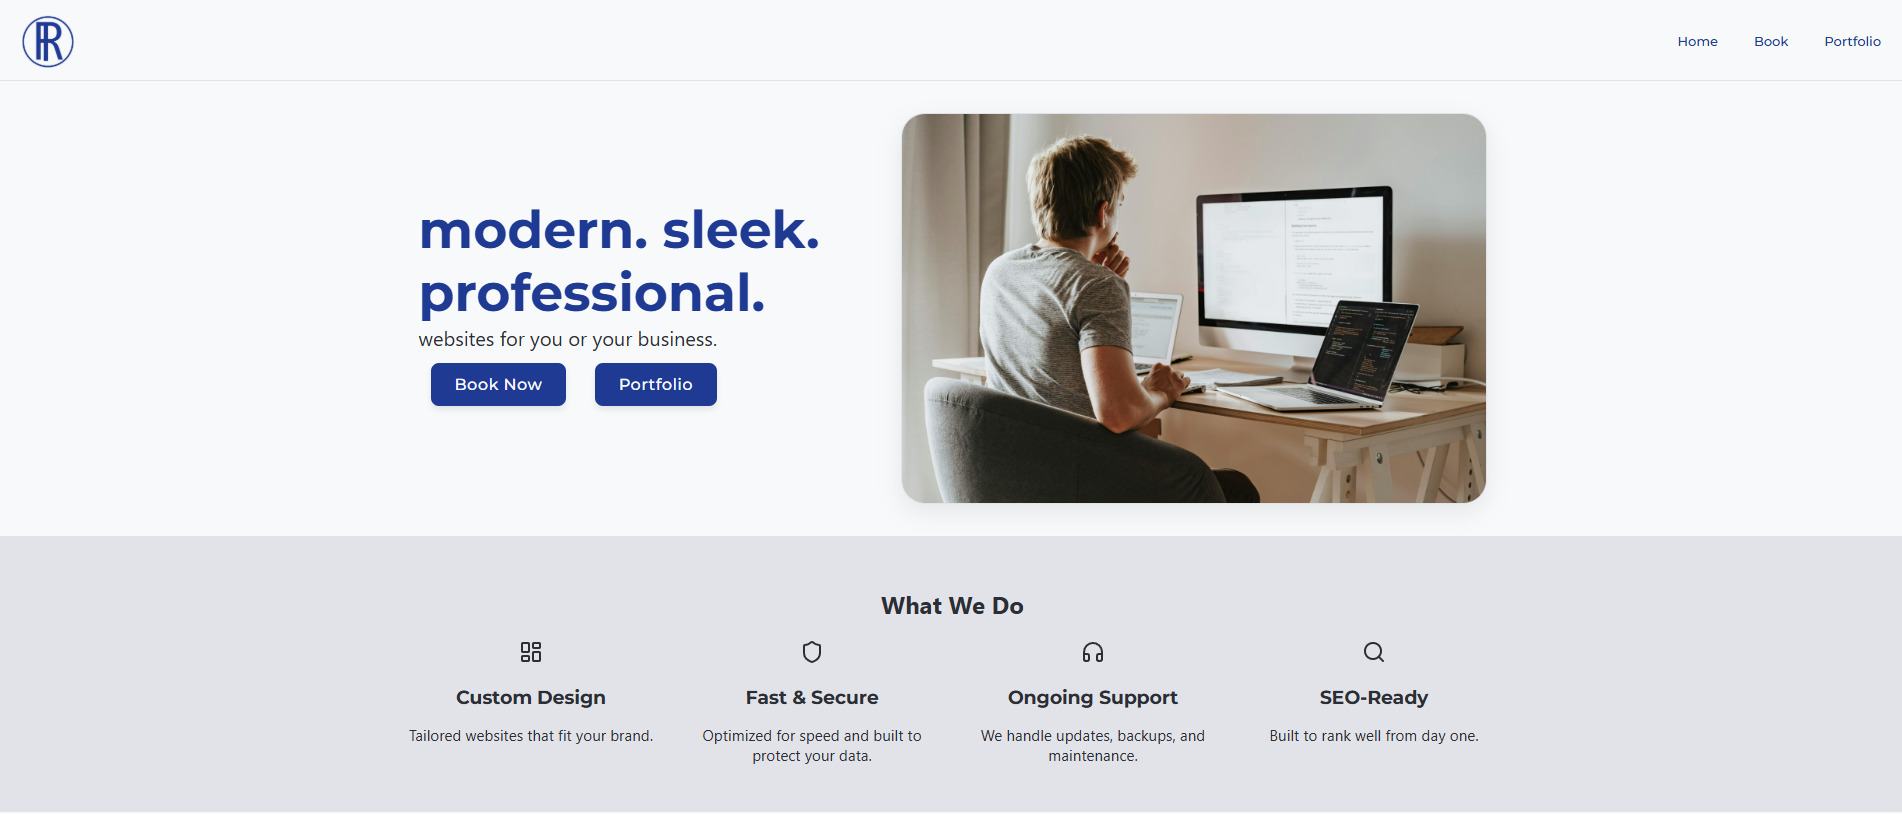 R
Home Book Portfolio
modern. sleek.
professional.
websites for you or your business.
Book Now Portfolio
What We Do
Custom Design Fast & Secure Ongoing Support SEO-Ready
Tailored websites that fit your brand.
Optimized for speed and built to
protect your data.
We handle updates, backups, and
maintenance.
Built to rank well from day one.